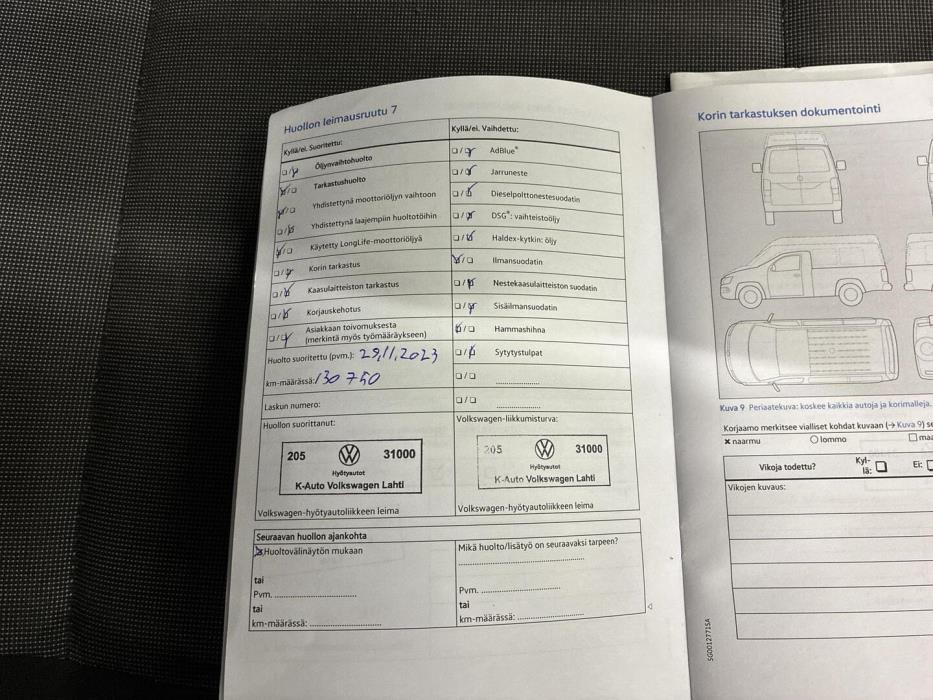 Huollon leimausruutu 7
Kyllä/ei. Suoritettu:
Öljynvaihtohuolto
Tarkastushuolto
Yhdistettynä moottoriöljyn vaihtoon
Yhdistettynä laajempiin huoltotöihin
Käytetty LongLife-moottoriöljyä
Korin tarkastus
Kaasulaitteiston tarkastus
Korjauskehotus
Asiakkaan toivomuksesta
(merkintä myös työmääräykseen)
Huolto suoritettu (pvm.): 29.11.2023
km-määrässä: 130 750
Laskun numero:
Huollon suorittanut:
205 31000
Hyötyautot
K-Auto Volkswagen Lahti
Volkswagen-hyötyautoliikkeen leima
Kyllä/ei. Vaihdettu:
AdBlue®
Jarruneste
Dieselpolttonestesuodatin
DSG®: vaihteistoöljy
Haldex-kytkin: öljy
Ilmansuodatin
Nestekaasulaitteiston suodatin
Sisäilmansuodatin
Hammashihna
Sytytystulpat
Volkswagen-liikkumisturva:
205 31000
Hyötyautot
K-Auto Volkswagen Lahti
Volkswagen-hyötyautoliikkeen leima
Seuraavan huollon ajankohta
Huoltovälinäytön mukaan
tai
Pvm.
tai
km-määrässä:
Mikä huolto/lisätyö on seuraavaksi tarpeen?
Pvm.
tai
km-määrässä:
Korin tarkastuksen dokumentointi
Kuva 9 Periaatekuva: koskee kaikkia autoja ja korimalleja.
Korjaamo merkitsee vialliset kohdat kuvaan (→ Kuva 9)
naarmu lommo
Vikoja todettu? Kyl-
lä: Ei:
Vikojen kuvaus:
SG0012771SA